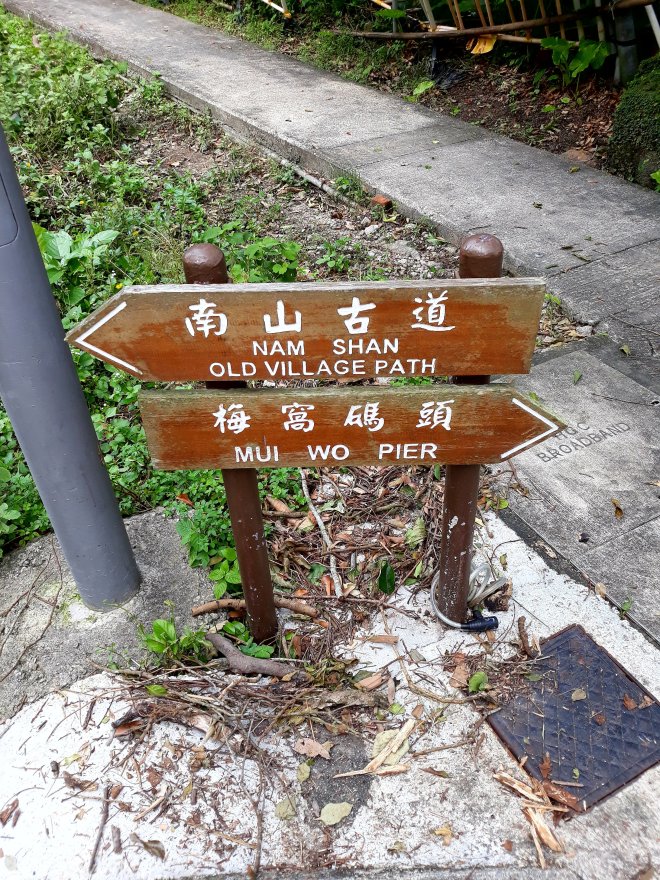 南山古道
NAM SHAN
OLD VILLAGE PATH
梅窩碼頭
MUI WO PIER
BROADBAND